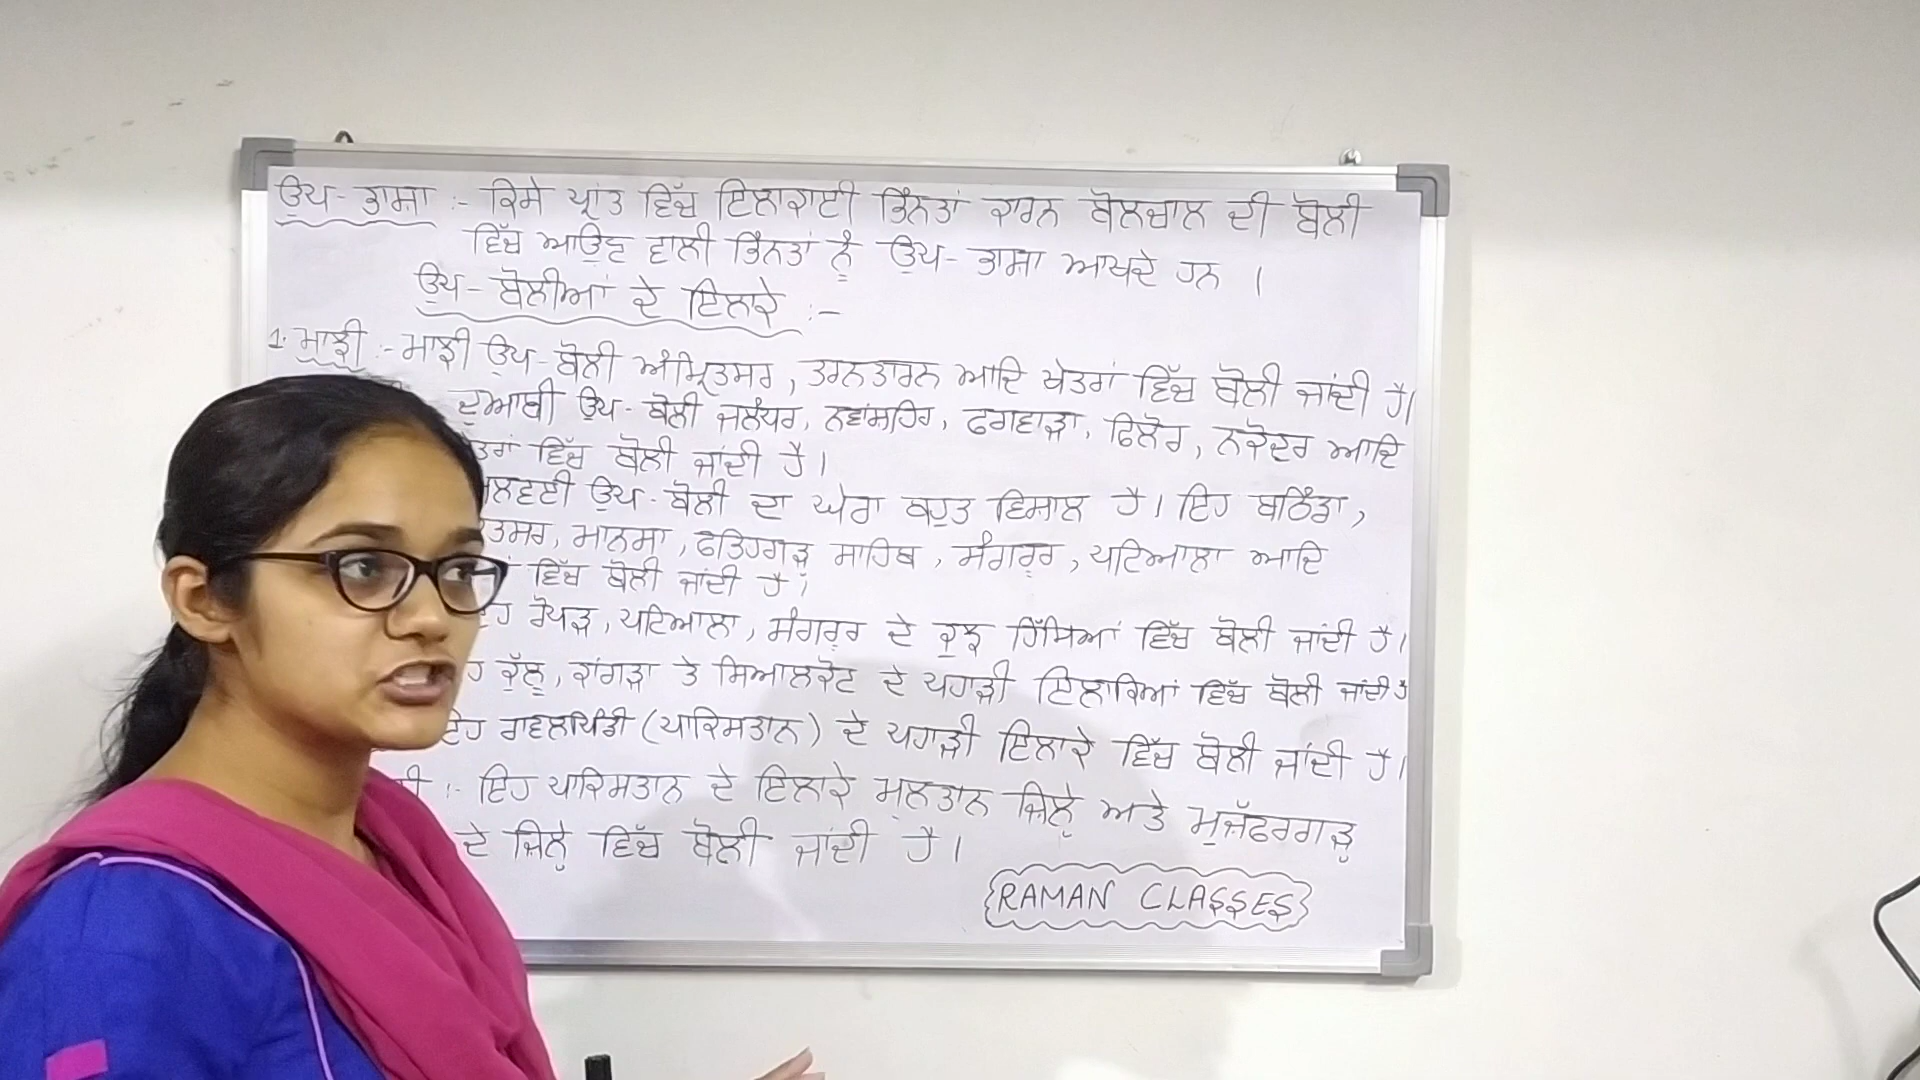 ਉਪ-ਭਾਸ਼ਾ :- ਕਿਸੇ ਪ੍ਰਾਂਤ ਵਿੱਚ ਇਲਾਕਾਈ ਭਿੰਨਤਾਂ ਕਾਰਨ ਬੋਲਚਾਲ ਦੀ ਬੋਲੀ
ਵਿੱਚ ਆਉਣ ਵਾਲੀ ਭਿੰਨਤਾਂ ਨੂੰ ਉਪ-ਭਾਸ਼ਾ ਆਖਦੇ ਹਨ ।
ਉਪ-ਬੋਲੀਆਂ ਦੇ ਇਲਾਕੇ :-
1. ਮਾਝੀ :- ਮਾਝੀ ਉਪ-ਬੋਲੀ ਅੰਮ੍ਰਿਤਸਰ, ਤਰਨਤਾਰਨ ਆਦਿ ਖੇਤਰਾਂ ਵਿੱਚ ਬੋਲੀ ਜਾਂਦੀ ਹੈ।
ਦੁਆਬੀ ਉਪ-ਬੋਲੀ ਜਲੰਧਰ, ਨਵਾਂਸ਼ਹਿਰ, ਫਗਵਾੜਾ, ਫਿਲੌਰ, ਨਕੋਦਰ ਆਦਿ
ਵਿੱਚ ਬੋਲੀ ਜਾਂਦੀ ਹੈ।
ਉਪ-ਬੋਲੀ ਦਾ ਘੇਰਾ ਬਹੁਤ ਵਿਸ਼ਾਲ ਹੈ। ਇਹ ਬਠਿੰਡਾ,
ਮਾਨਸਾ, ਫਤਿਹਗੜ੍ਹ ਸਾਹਿਬ, ਸੰਗਰੂਰ, ਪਟਿਆਲਾ ਆਦਿ
ਵਿੱਚ ਬੋਲੀ ਜਾਂਦੀ ਹੈ।
ਰੋਪੜ, ਪਟਿਆਲਾ, ਸੰਗਰੂਰ ਦੇ ਕੁਝ ਹਿੱਸਿਆਂ ਵਿੱਚ ਬੋਲੀ ਜਾਂਦੀ ਹੈ।
ਕੁੱਲੂ, ਕਾਂਗੜਾ ਤੇ ਸਿਆਲਕੋਟ ਦੇ ਪਹਾੜੀ ਇਲਾਕਿਆਂ ਵਿੱਚ ਬੋਲੀ ਜਾਂਦੀ ਹੈ
ਇਹ ਰਾਵਲਪਿੰਡੀ (ਪਾਕਿਸਤਾਨ) ਦੇ ਪਹਾੜੀ ਇਲਾਕੇ ਵਿੱਚ ਬੋਲੀ ਜਾਂਦੀ ਹੈ।
:- ਇਹ ਪਾਕਿਸਤਾਨ ਦੇ ਇਲਾਕੇ ਮੁਲਤਾਨ ਜ਼ਿਲ੍ਹੇ ਅਤੇ ਮੁਜ਼ੱਫਰਗੜ੍ਹ
ਦੇ ਜ਼ਿਲ੍ਹੇ ਵਿੱਚ ਬੋਲੀ ਜਾਂਦੀ ਹੈ।
RAMAN CLASSES